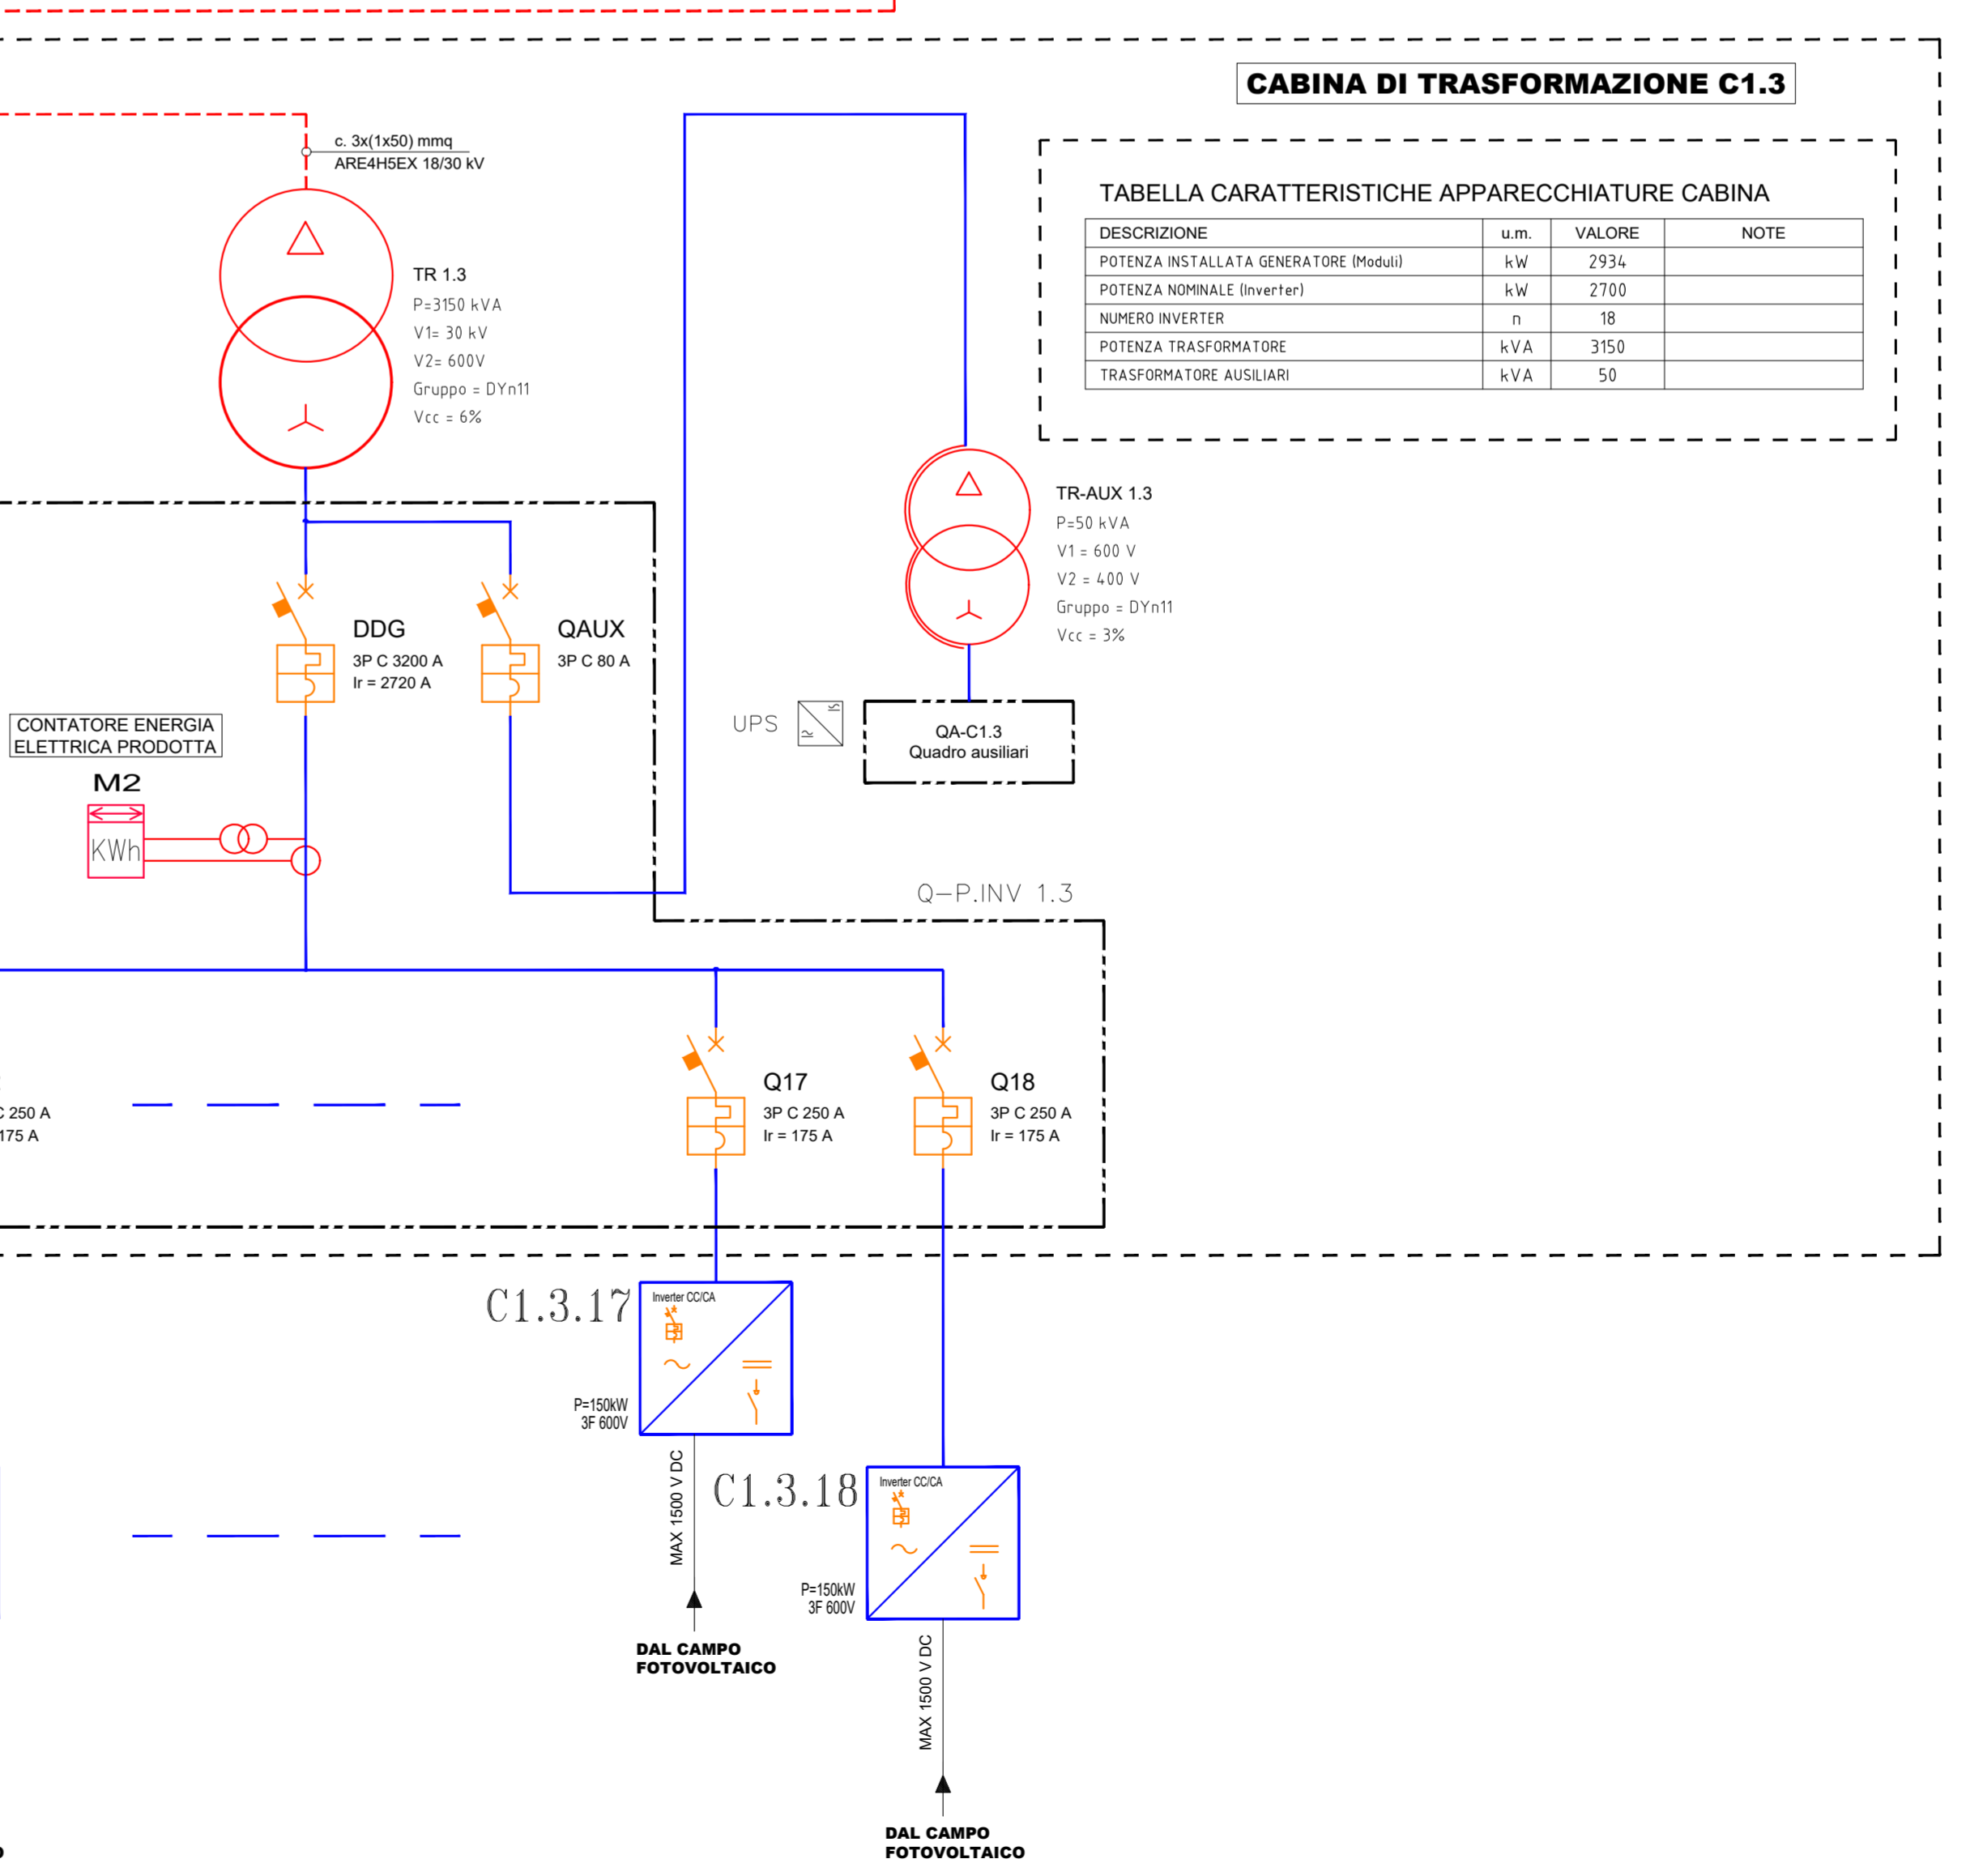 CABINA DI TRASFORMAZIONE C1.3
c. 3x(1x50) mmq
ARE4H5EX 18/30 kV
TABELLA CARATTERISTICHE APPARECCHIATURE CABINA
DESCRIZIONE u.m. VALORE NOTE
POTENZA INSTALLATA GENERATORE (Moduli) kW 2934
POTENZA NOMINALE (Inverter) kW 2700
NUMERO INVERTER n 18
POTENZA TRASFORMATORE kVA 3150
TRASFORMATORE AUSILIARI kVA 50
TR 1.3
P=3150 kVA
V1= 30 kV
V2= 600V
Gruppo = DYn11
Vcc = 6%
TR-AUX 1.3
P=50 kVA
V1 = 600 V
V2 = 400 V
Gruppo = DYn11
Vcc = 3%
DDG
3P C 3200 A
Ir = 2720 A
QAUX
3P C 80 A
CONTATORE ENERGIA
ELETTRICA PRODOTTA
M2
KWh
UPS
QA-C1.3
Quadro ausiliari
Q-P.INV 1.3
C 250 A
175 A
Q17
3P C 250 A
Ir = 175 A
Q18
3P C 250 A
Ir = 175 A
C1.3.17
Inverter CC/CA
P=150kW
3F 600V
MAX 1500 V DC
DAL CAMPO
FOTOVOLTAICO
C1.3.18
Inverter CC/CA
P=150kW
3F 600V
MAX 1500 V DC
DAL CAMPO
FOTOVOLTAICO